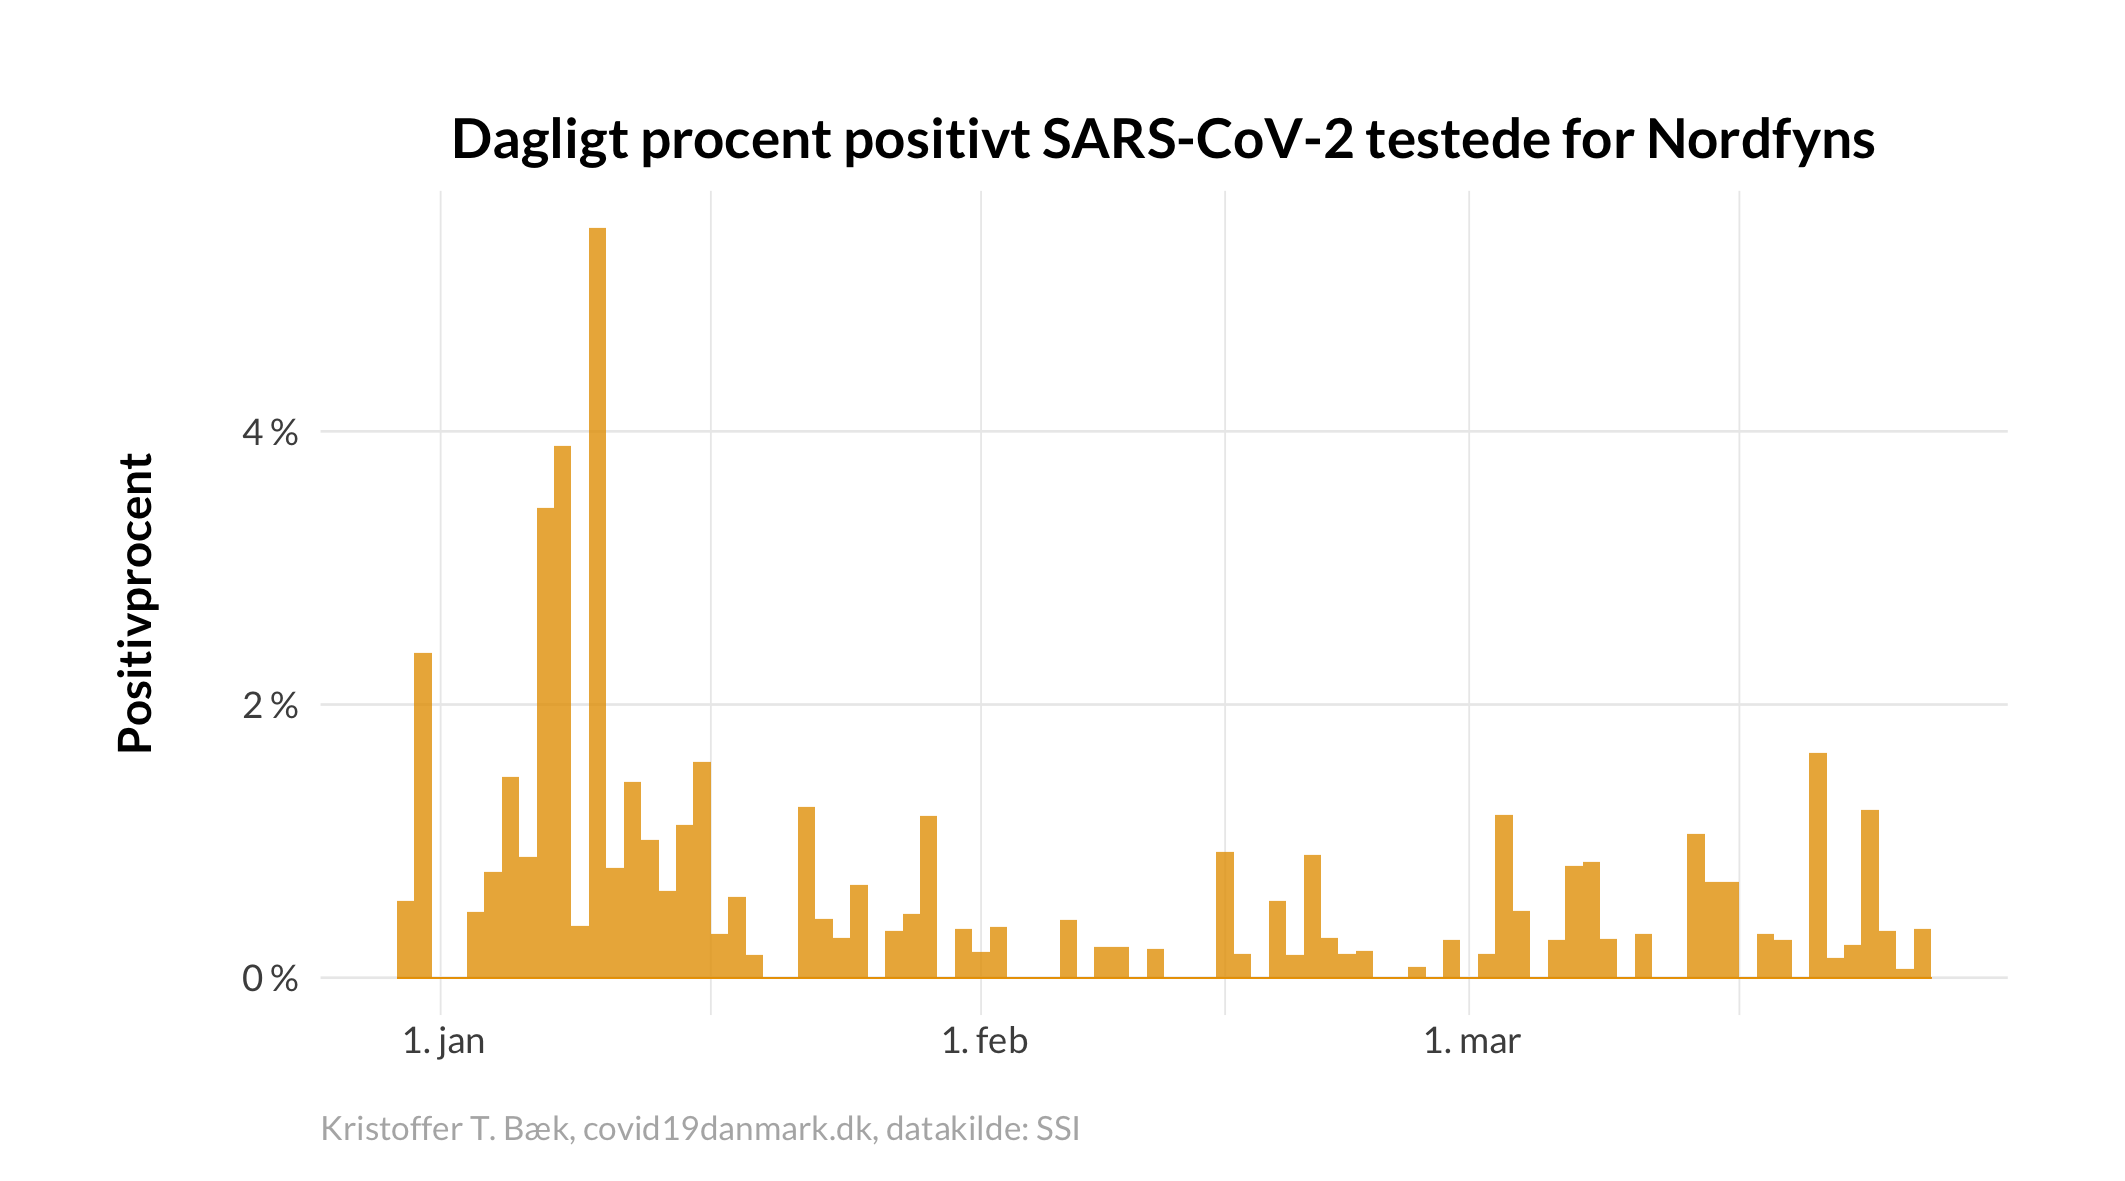 Dagligt procent positivt SARS-CoV-2 testede for Nordfyns
Positivprocent
4 %
2 %
0 %
1. jan
1. feb
1. mar
Kristoffer T. Bæk, covid19danmark.dk, datakilde: SSI